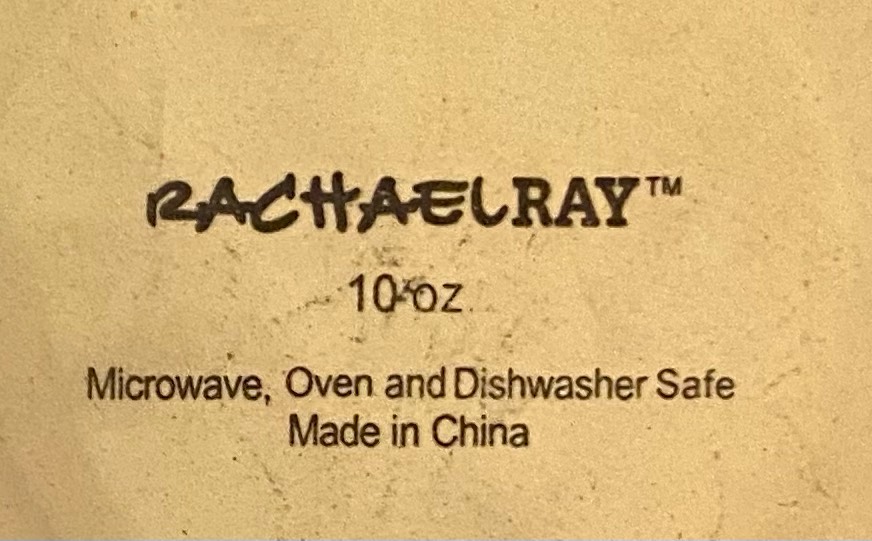 RACHAELRAY™
10 oz
Microwave, Oven and Dishwasher Safe
Made in China